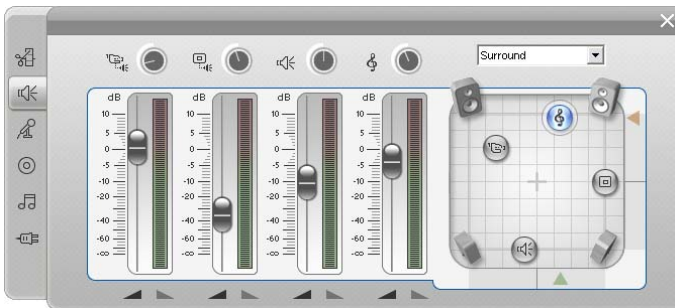 Surround
dB dB dB dB
10 10 10 10
5 5 5 5
0 0 0 0
-5 -5 -5 -5
-10 -10 -10 -10
-20 -20 -20 -20
-40 -40 -40 -40
-60 -60 -60 -60
-∞ -∞ -∞ -∞